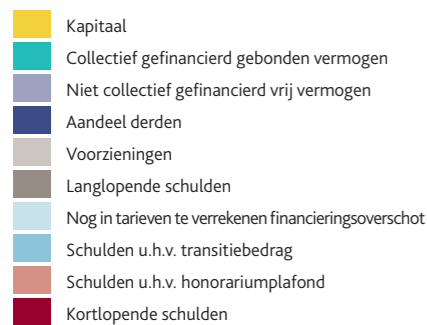 Kapitaal
Collectief gefinancierd gebonden vermogen
Niet collectief gefinancierd vrij vermogen
Aandeel derden
Voorzieningen
Langlopende schulden
Nog in tarieven te verrekenen financieringsoverschot
Schulden u.h.v. transitiebedrag
Schulden u.h.v. honorariumplafond
Kortlopende schulden